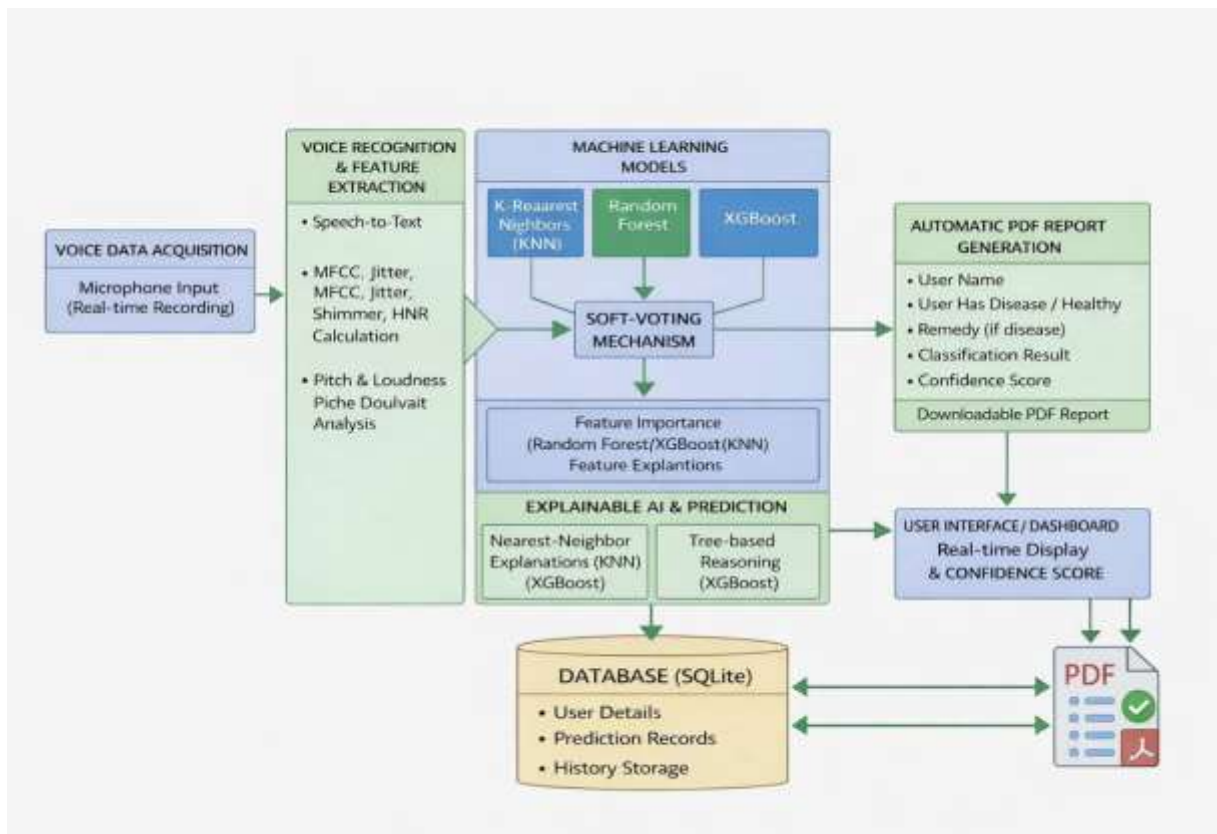 VOICE DATA ACQUISITION
Microphone Input
(Real-time Recording)
VOICE RECOGNITION
& FEATURE
EXTRACTION
• Speech-to-Text
• MFCC, Jitter,
MFCC, Jitter,
Shimmer, HNR
Calculation
• Pitch & Loudness
Piche Doulvait
Analysis
MACHINE LEARNING
MODELS
K-Reaarest
Nighbors
(KNN)
Random
Forest
XGBoost
SOFT-VOTING
MECHANISM
Feature Importance
(Random Forest/XGBoost(KNN)
Feature Explantions
EXPLAINABLE AI & PREDICTION
Nearest-Neighbor
Explanations (KNN)
(XGBoost)
Tree-based
Reasoning
(XGBoost)
AUTOMATIC PDF REPORT
GENERATION
• User Name
• User Has Disease / Healthy
• Remedy (if disease)
• Classification Result
• Confidence Score
Downloadable PDF Report
USER INTERFACE/DASHBOARD
Real-time Display
& CONFIDENCE SCORE
DATABASE (SQLite)
• User Details
• Prediction Records
• History Storage
PDF